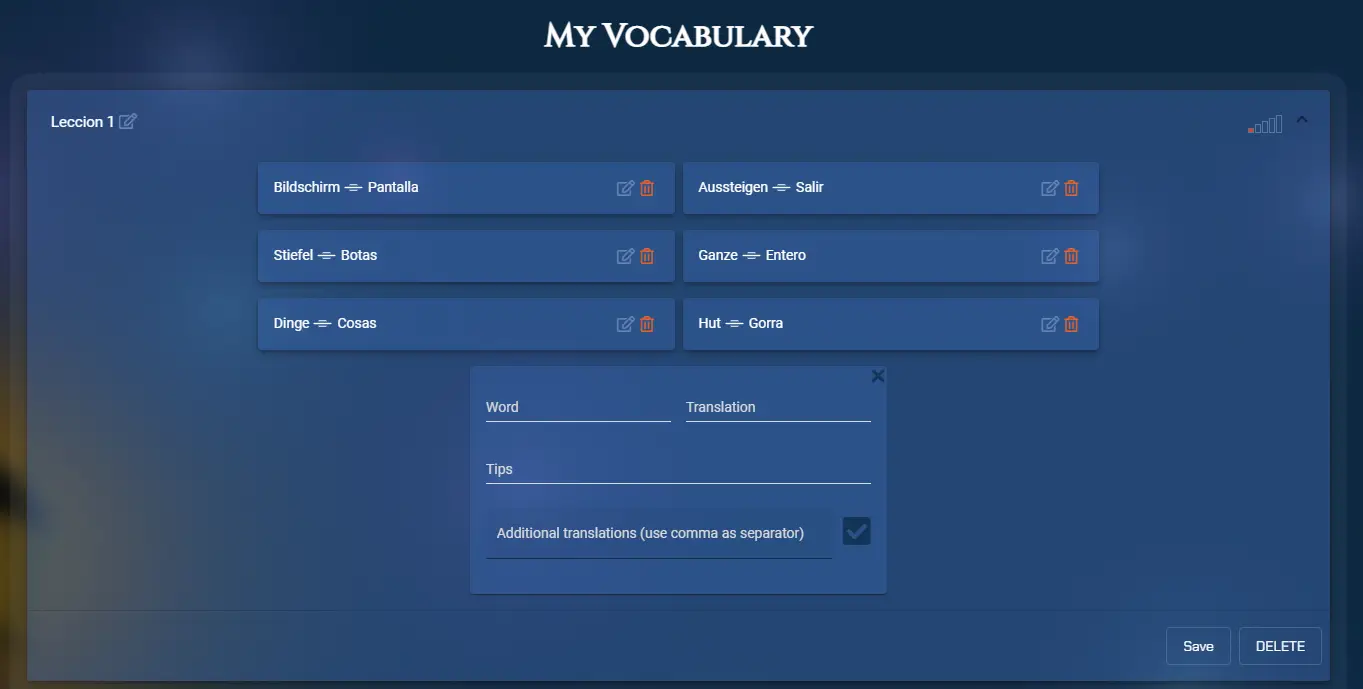 My Vocabulary
Leccion 1
Bildschirm Pantalla
Aussteigen Salir
Stiefel Botas
Ganze Entero
Dinge Cosas
Hut Gorra
Word Translation
Tips
Additional translations (use comma as separator)
Save DELETE